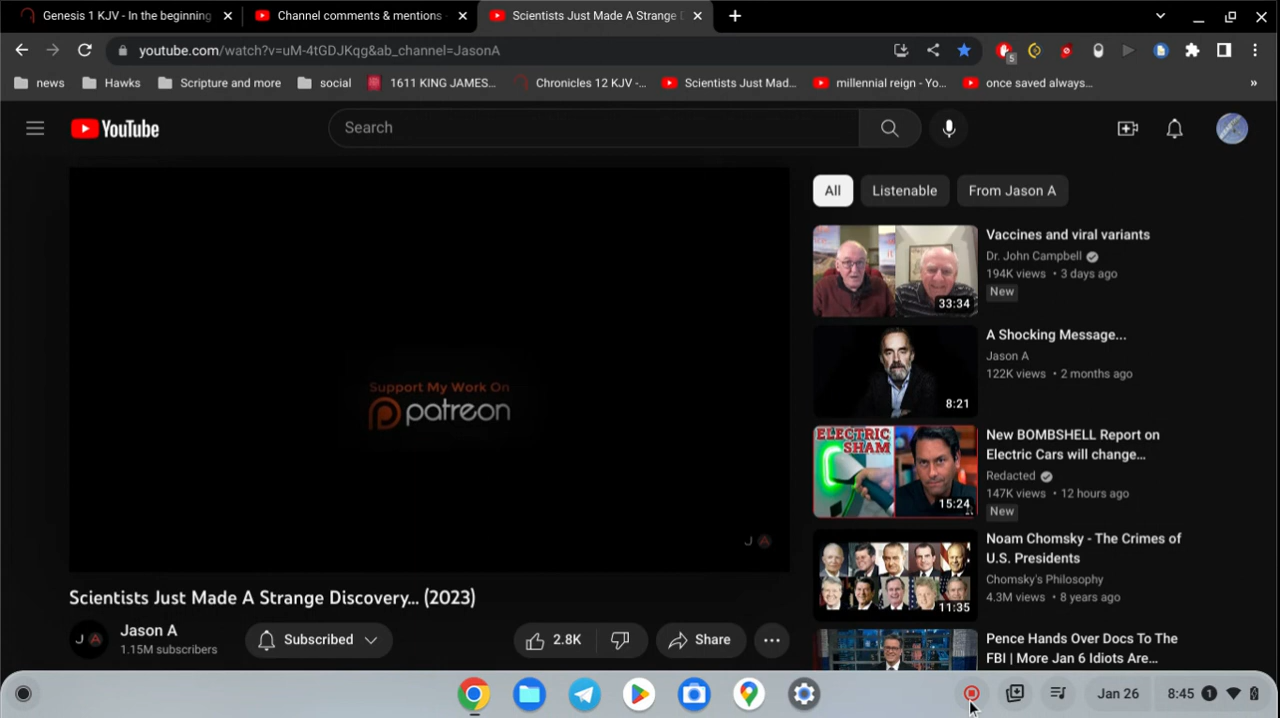 Genesis 1 KJV - In the beginning
Channel comments & mentions
Scientists Just Made A Strange
youtube.com/watch?v=uM-4tGDJKqg&ab_channel=JasonA
5
news
Hawks
Scripture and more
social
1611 KING JAMES...
Chronicles 12 KJV -...
Scientists Just Mad...
millennial reign - Yo...
once saved always...
»
YouTube
Search
All
Listenable
From Jason A
Support My Work On
patreon
J A
Vaccines and viral variants
Dr. John Campbell
194K views • 3 days ago
New
33:34
A Shocking Message...
Jason A
122K views • 2 months ago
8:21
ELECTRIC
SHAM
New BOMBSHELL Report on
Electric Cars will change...
Redacted
147K views • 12 hours ago
New
15:24
Noam Chomsky - The Crimes of
U.S. Presidents
Chomsky's Philosophy
4.3M views • 8 years ago
11:35
Pence Hands Over Docs To The
FBI | More Jan 6 Idiots Are...
Scientists Just Made A Strange Discovery... (2023)
J A
Jason A
1.15M subscribers
Subscribed
2.8K
Share
Jan 26
8:45
1